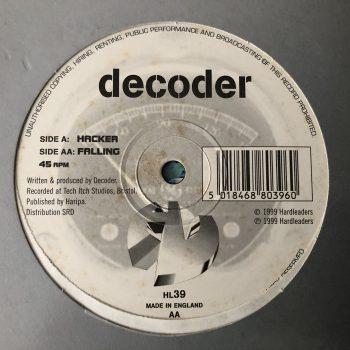 UNAUTHORISED COPYING, HIRING, RENTING, PUBLIC PERFORMANCE AND BROADCASTING OF THIS RECORD PROHIBITED.
decoder
SIDE A: HACKER
SIDE AA: FALLING
45 RPM
Written & produced by Decoder.
Recorded at Tech Itch Studios, Bristol.
Published by Haripa.
Distribution SRD
5 018468 803960
℗ 1999 Hardleaders
© 1999 Hardleaders
RESERVED
HL39
MADE IN ENGLAND
AA